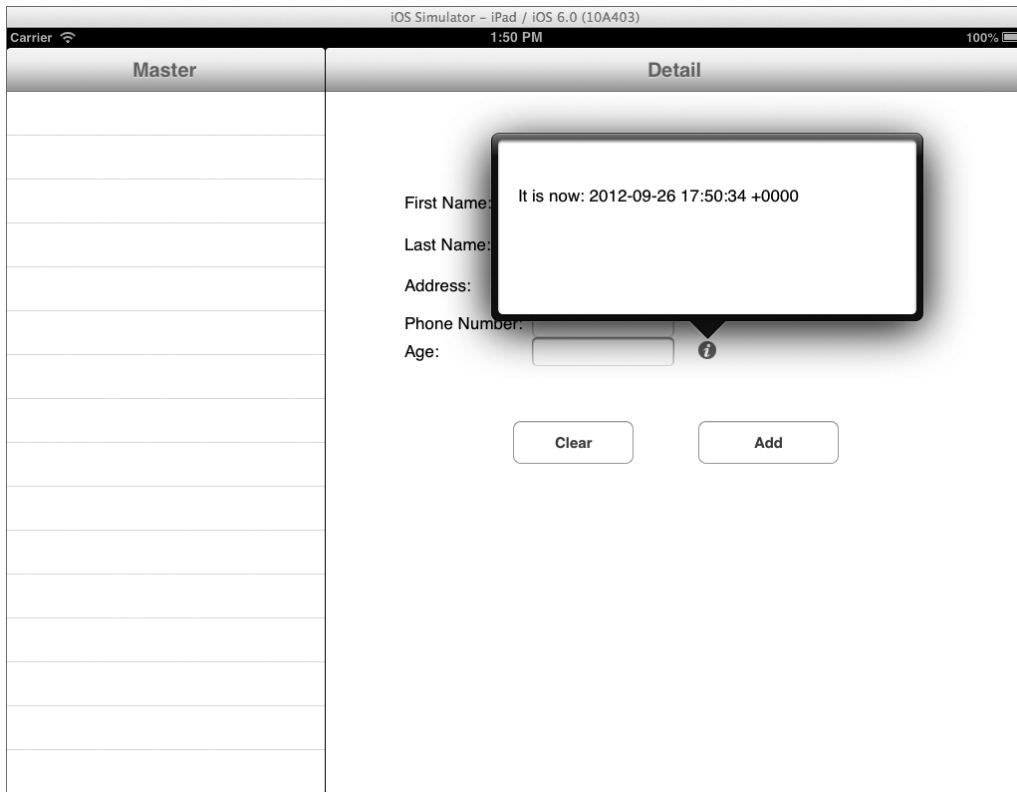 iOS Simulator – iPad / iOS 6.0 (10A403)
Carrier 1:50 PM 100%
Master Detail
It is now: 2012-09-26 17:50:34 +0000
First Name:
Last Name:
Address:
Phone Number:
Age:
Clear Add